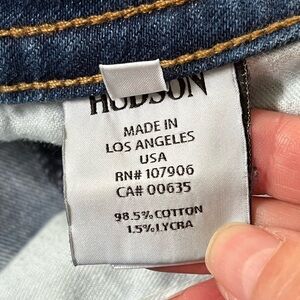 HUDSON
MADE IN
LOS ANGELES
USA
RN# 107906
CA# 00635
98.5% COTTON
1.5% LYCRA